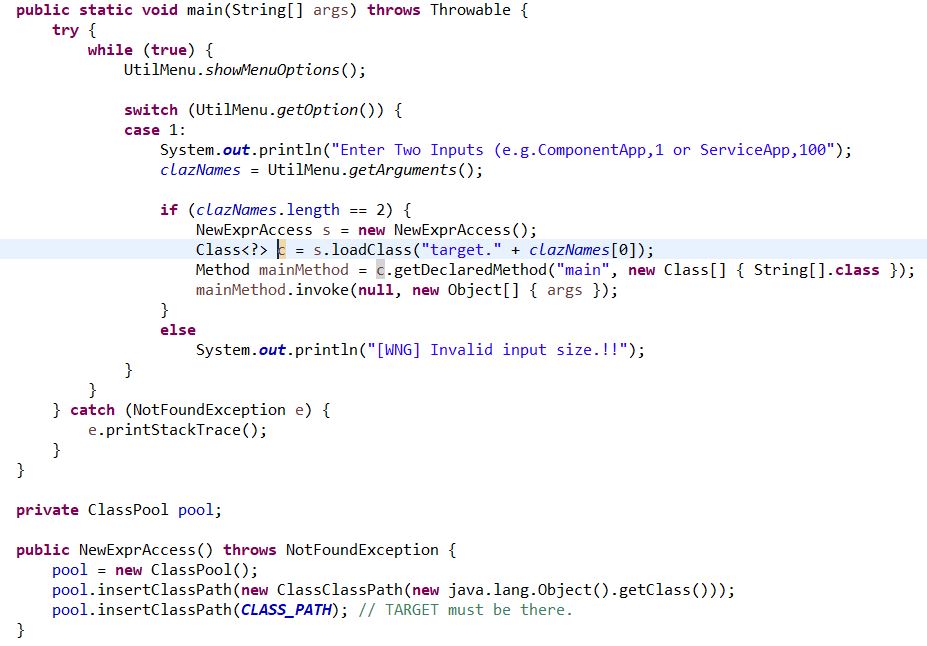 public static void main(String[] args) throws Throwable {
    try {
        while (true) {
            UtilMenu.showMenuOptions();

            switch (UtilMenu.getOption()) {
            case 1:
                System.out.println("Enter Two Inputs (e.g.ComponentApp,1 or ServiceApp,100");
                clazNames = UtilMenu.getArguments();

                if (clazNames.length == 2) {
                    NewExprAccess s = new NewExprAccess();
                    Class<?> c = s.loadClass("target." + clazNames[0]);
                    Method mainMethod = c.getDeclaredMethod("main", new Class[] { String[].class });
                    mainMethod.invoke(null, new Object[] { args });
                }
                else
                    System.out.println("[WNG] Invalid input size.!!");
            }
        }
    } catch (NotFoundException e) {
        e.printStackTrace();
    }
}

private ClassPool pool;

public NewExprAccess() throws NotFoundException {
    pool = new ClassPool();
    pool.insertClassPath(new ClassClassPath(new java.lang.Object().getClass()));
    pool.insertClassPath(CLASS_PATH); // TARGET must be there.
}